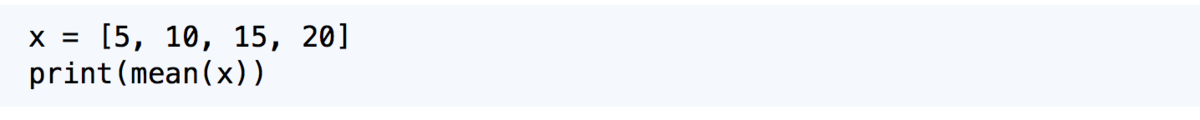 x = [5, 10, 15, 20]
print(mean(x))